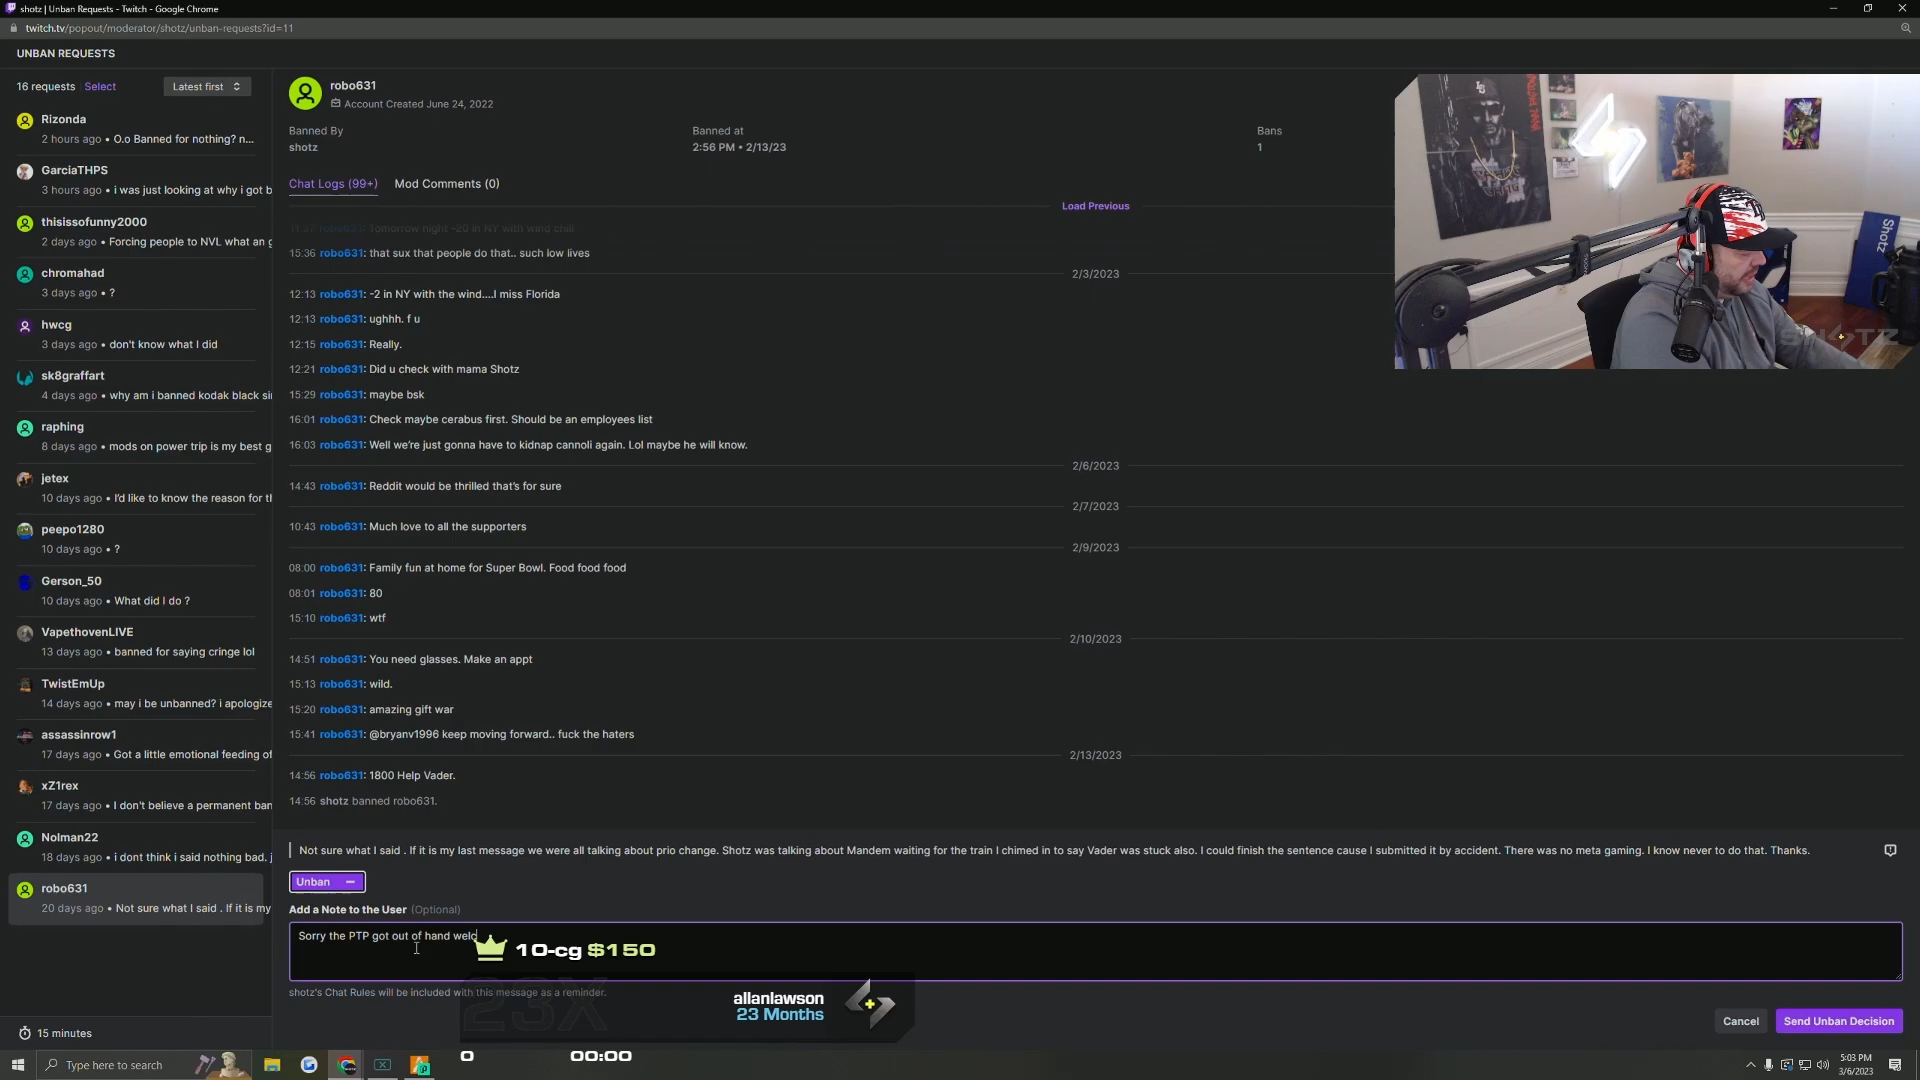 shotz | Unban Requests - Twitch - Google Chrome
twitch.tv/popout/moderator/shotz/unban-requests?id=11
UNBAN REQUESTS
16 requests Select
Latest first
Rizonda
2 hours ago • O.o Banned for nothing? n...
GarciaTHPS
3 hours ago • i was just looking at why i got b
thisissofunny2000
2 days ago • Forcing people to NVL what an g
chromahad
3 days ago • ?
hwcg
3 days ago • don't know what I did
sk8graffart
4 days ago • why am i banned kodak black si
raphing
8 days ago • mods on power trip is my best g
jetex
10 days ago • I'd like to know the reason for th
peepo1280
10 days ago • ?
Gerson_50
10 days ago • What did I do ?
VapethovenLIVE
13 days ago • banned for saying cringe lol
TwistEmUp
14 days ago • may i be unbanned? i apologize
assassinrow1
17 days ago • Got a little emotional feeding of
xZ1rex
17 days ago • I don't believe a permanent ban
Nolman22
18 days ago • i dont think i said nothing bad. j
robo631
20 days ago • Not sure what I said . If it is my
15 minutes
robo631
Account Created June 24, 2022
Banned By
shotz
Banned at
2:56 PM • 2/13/23
Bans
1
Chat Logs (99+)
Mod Comments (0)
Load Previous
11:37 robo631: Tomorrow night -20 in NY with wind chill
15:36 robo631: that sux that people do that.. such low lives
2/3/2023
12:13 robo631: -2 in NY with the wind....I miss Florida
12:13 robo631: ughhh. f u
12:15 robo631: Really.
12:21 robo631: Did u check with mama Shotz
15:29 robo631: maybe bsk
16:01 robo631: Check maybe cerabus first. Should be an employees list
16:03 robo631: Well we're just gonna have to kidnap cannoli again. Lol maybe he will know.
2/6/2023
14:43 robo631: Reddit would be thrilled that's for sure
2/7/2023
10:43 robo631: Much love to all the supporters
2/9/2023
08:00 robo631: Family fun at home for Super Bowl. Food food food
08:01 robo631: 80
15:10 robo631: wtf
2/10/2023
14:51 robo631: You need glasses. Make an appt
15:13 robo631: wild.
15:20 robo631: amazing gift war
15:41 robo631: @bryanv1996 keep moving forward.. fuck the haters
2/13/2023
14:56 robo631: 1800 Help Vader.
14:56 shotz banned robo631.
Not sure what I said . If it is my last message we were all talking about prio change. Shotz was talking about Mandem waiting for the train I chimed in to say Vader was stuck also. I could finish the sentence cause I submitted it by accident. There was no meta gaming. I know never to do that. Thanks.
Unban
Add a Note to the User (Optional)
Sorry the PTP got out of hand welc
10-cg $150
shotz's Chat Rules will be included with this message as a reminder.
23X
allanlawson
23 Months
Cancel
Send Unban Decision
Shotz
SHOTZ
Type here to search
0
00:00
5:03 PM
3/6/2023